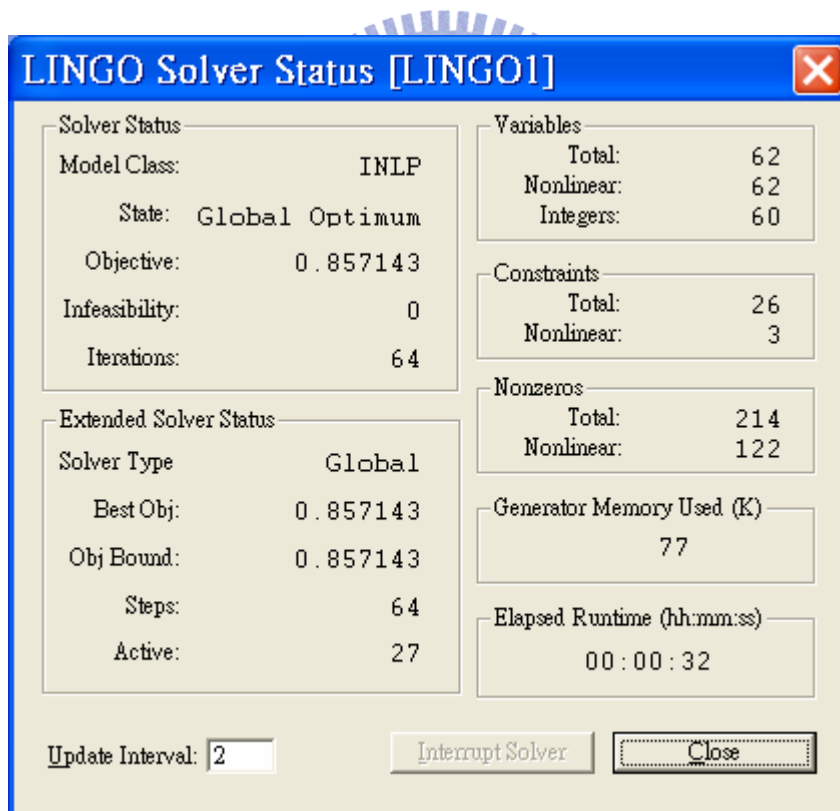 LINGO Solver Status [LINGO1]
Solver Status
Model Class: INLP
State: Global Optimum
Objective: 0.857143
Infeasibility: 0
Iterations: 64
Extended Solver Status
Solver Type Global
Best Obj: 0.857143
Obj Bound: 0.857143
Steps: 64
Active: 27
Variables
Total: 62
Nonlinear: 62
Integers: 60
Constraints
Total: 26
Nonlinear: 3
Nonzeros
Total: 214
Nonlinear: 122
Generator Memory Used (K)
77
Elapsed Runtime (hh:mm:ss)
00:00:32
Update Interval: 2
Interrupt Solver
Close